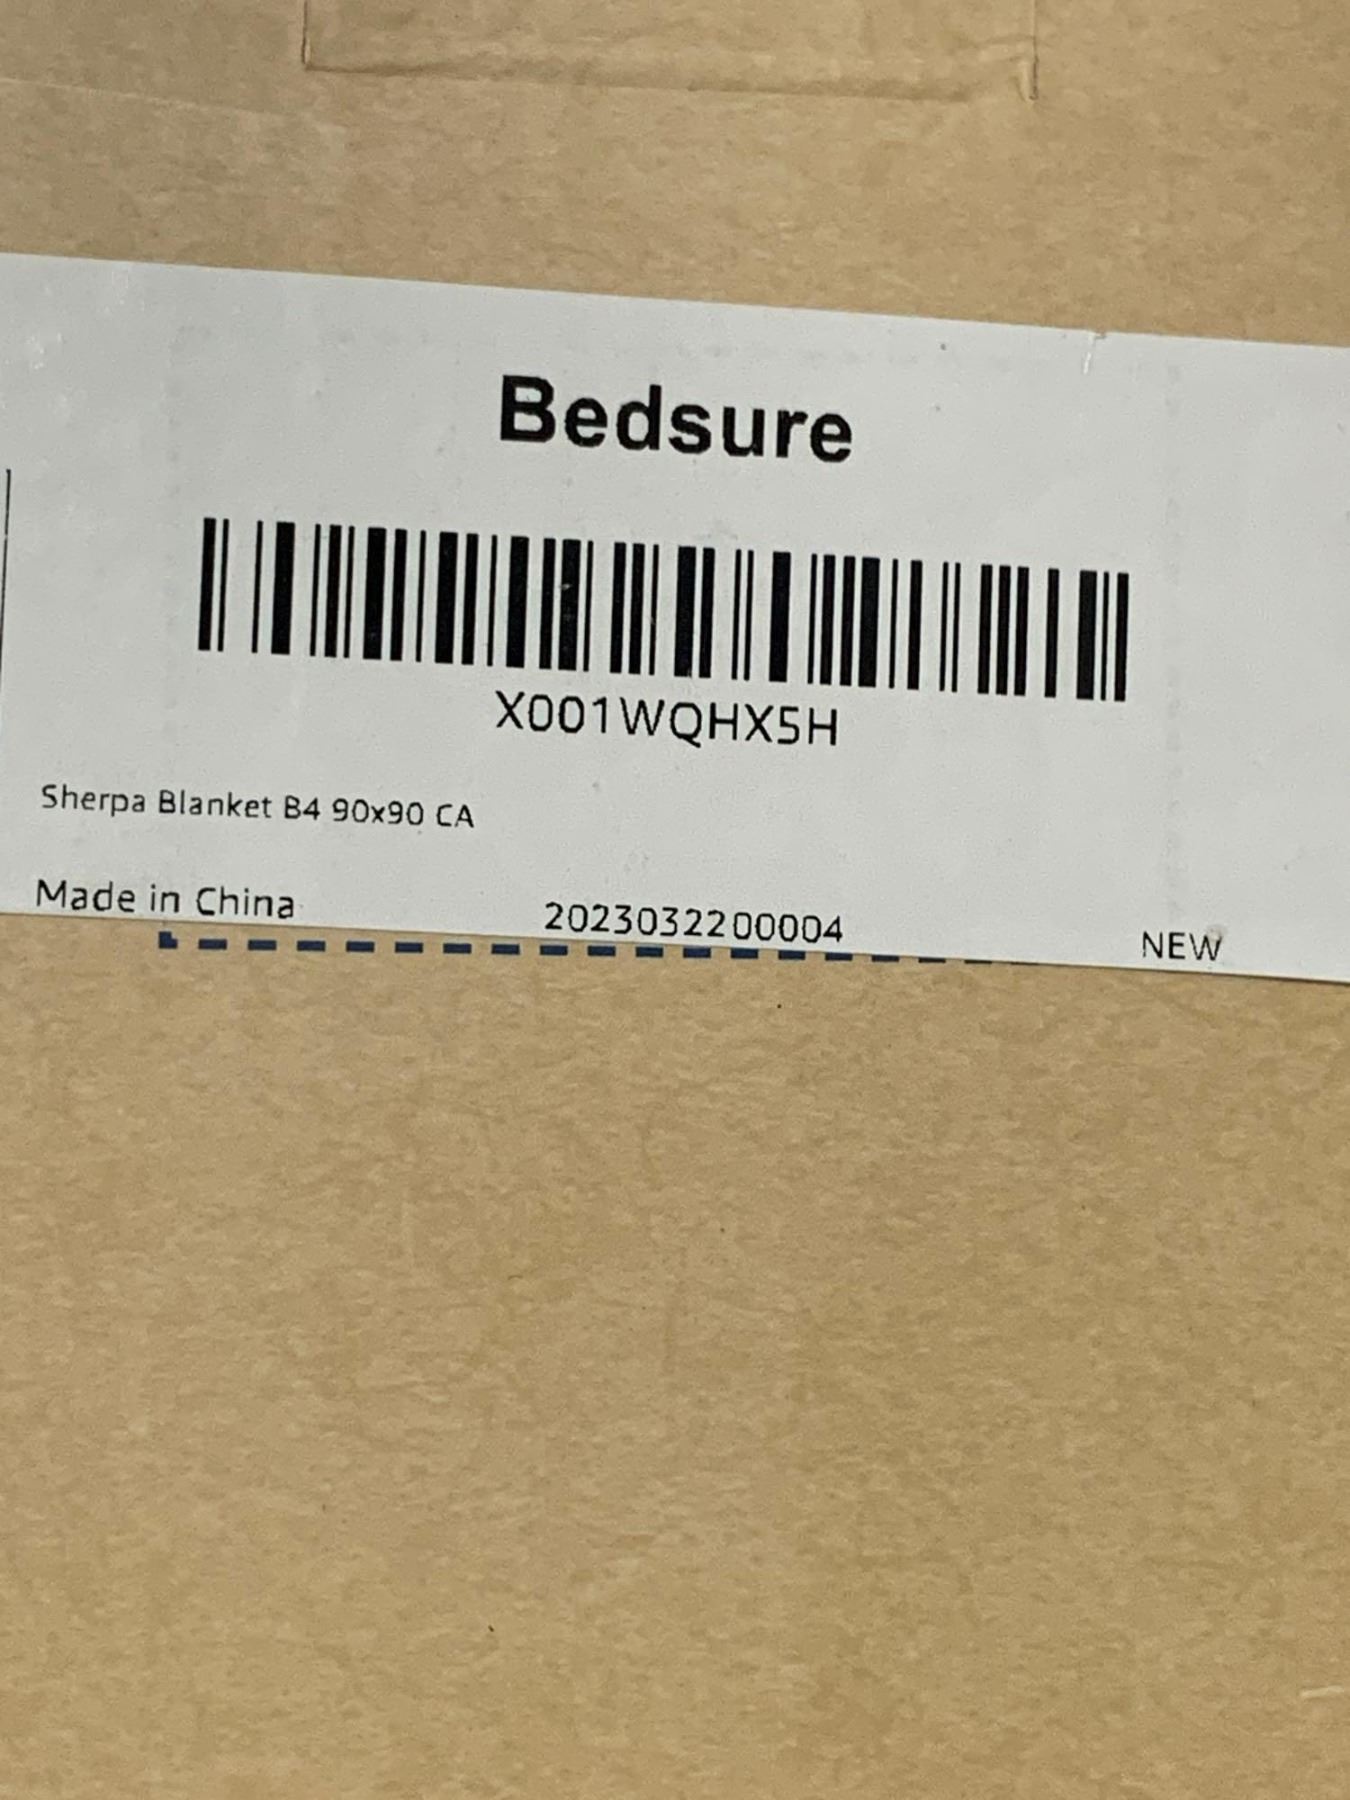 Bedsure
X001WQHX5H
Sherpa Blanket B4 90x90 CA
Made in China 2023032200004 NEW